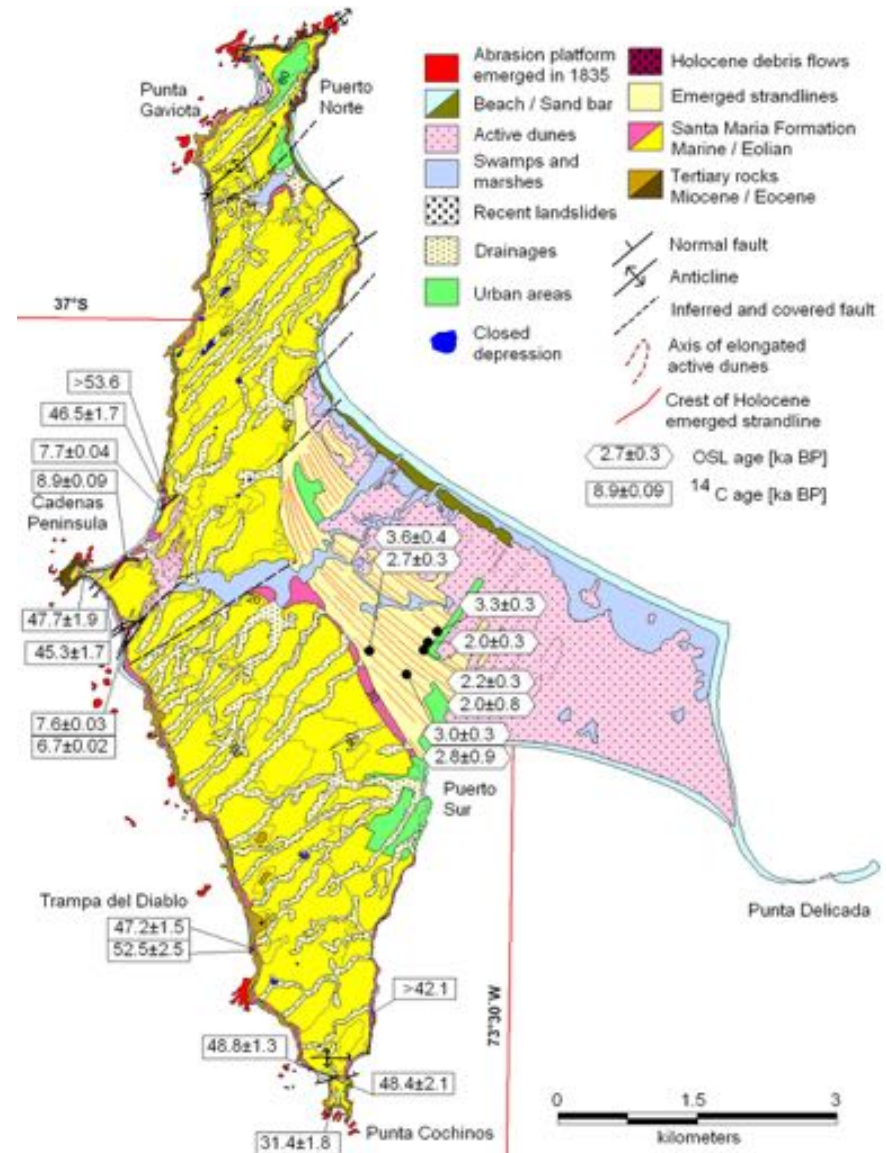 Punta
Gaviota
Puerto
Norte
Abrasion platform
emerged in 1835
Beach / Sand bar
Active dunes
Swamps and
marshes
Recent landslides
Drainages
Urban areas
Closed
depression
Holocene debris flows
Emerged strandlines
Santa Maria Formation
Marine / Eolian
Tertiary rocks
Miocene / Eocene
Normal fault
Anticline
Inferred and covered fault
Axis of elongated
active dunes
Crest of Holocene
emerged strandline
2.7±0.3 OSL age [ka BP]
8.9±0.09 14 C age [ka BP]
37°S
>53.6
46.5±1.7
7.7±0.04
8.9±0.09
Cadenas
Peninsula
47.7±1.9
45.3±1.7
7.6±0.03
6.7±0.02
3.6±0.4
2.7±0.3
3.3±0.3
2.0±0.3
2.2±0.3
2.0±0.8
3.0±0.3
2.8±0.9
Puerto
Sur
Punta Delicada
Trampa del Diablo
47.2±1.5
52.5±2.5
>42.1
73°30´W
48.8±1.3
48.4±2.1
31.4±1.8
Punta Cochinos
0 1.5 3
kilometers